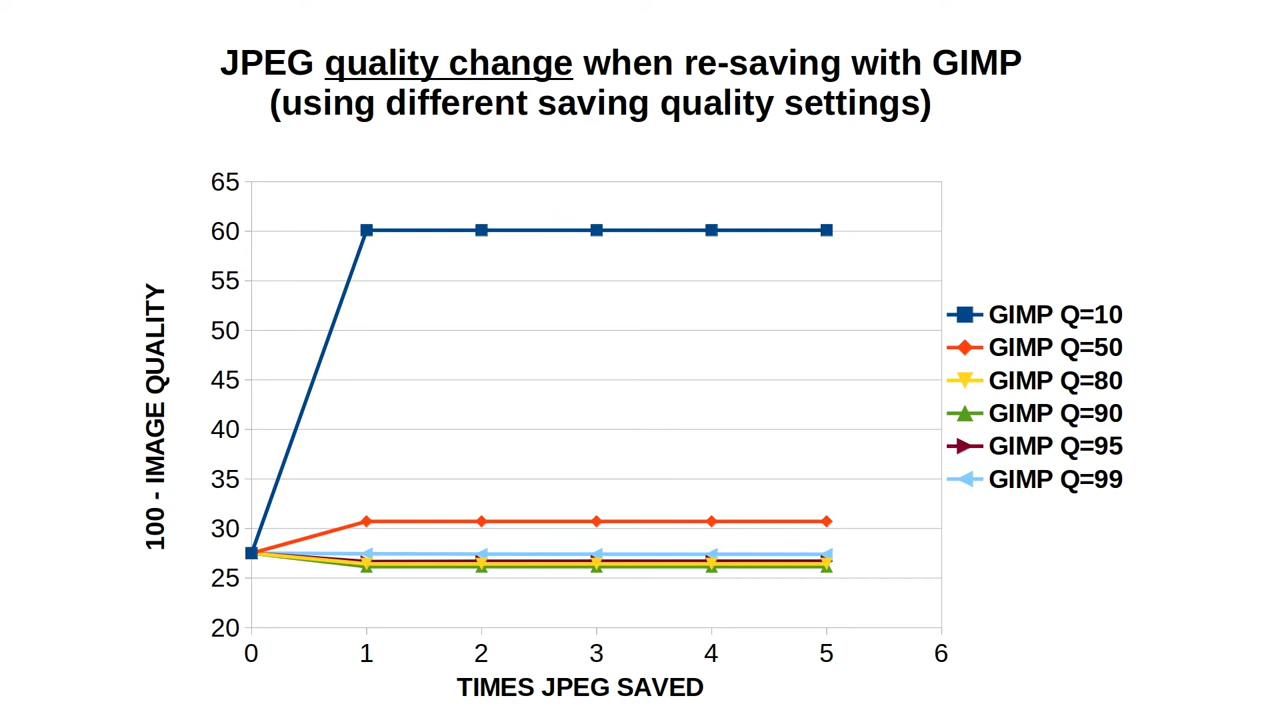 JPEG quality change when re-saving with GIMP
(using different saving quality settings)
65
60
55
50
45
40
35
30
25
20
100 - IMAGE QUALITY
GIMP Q=10
GIMP Q=50
GIMP Q=80
GIMP Q=90
GIMP Q=95
GIMP Q=99
0 1 2 3 4 5 6
TIMES JPEG SAVED